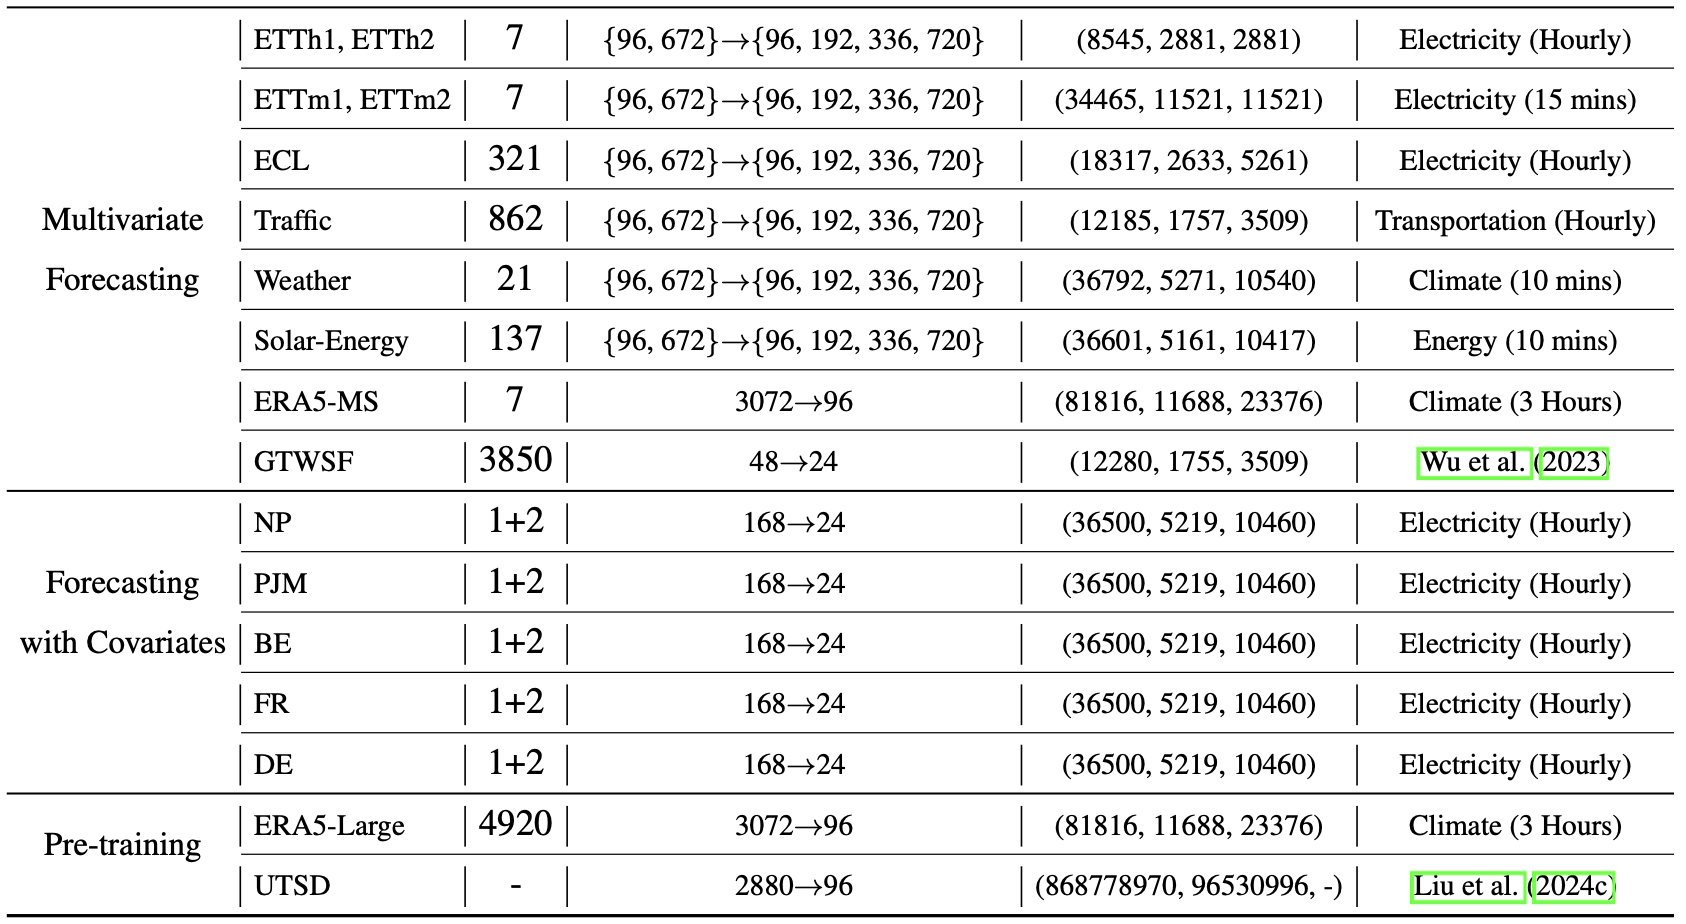 ETTh1, ETTh2 7 {96, 672}→{96, 192, 336, 720} (8545, 2881, 2881) Electricity (Hourly)
ETTm1, ETTm2 7 {96, 672}→{96, 192, 336, 720} (34465, 11521, 11521) Electricity (15 mins)
ECL 321 {96, 672}→{96, 192, 336, 720} (18317, 2633, 5261) Electricity (Hourly)
Multivariate Traffic 862 {96, 672}→{96, 192, 336, 720} (12185, 1757, 3509) Transportation (Hourly)
Forecasting Weather 21 {96, 672}→{96, 192, 336, 720} (36792, 5271, 10540) Climate (10 mins)
Solar-Energy 137 {96, 672}→{96, 192, 336, 720} (36601, 5161, 10417) Energy (10 mins)
ERA5-MS 7 3072→96 (81816, 11688, 23376) Climate (3 Hours)
GTWSF 3850 48→24 (12280, 1755, 3509) Wu et al. (2023)
NP 1+2 168→24 (36500, 5219, 10460) Electricity (Hourly)
Forecasting PJM 1+2 168→24 (36500, 5219, 10460) Electricity (Hourly)
with Covariates BE 1+2 168→24 (36500, 5219, 10460) Electricity (Hourly)
FR 1+2 168→24 (36500, 5219, 10460) Electricity (Hourly)
DE 1+2 168→24 (36500, 5219, 10460) Electricity (Hourly)
ERA5-Large 4920 3072→96 (81816, 11688, 23376) Climate (3 Hours)
Pre-training
UTSD - 2880→96 (868778970, 96530996, -) Liu et al. (2024c)